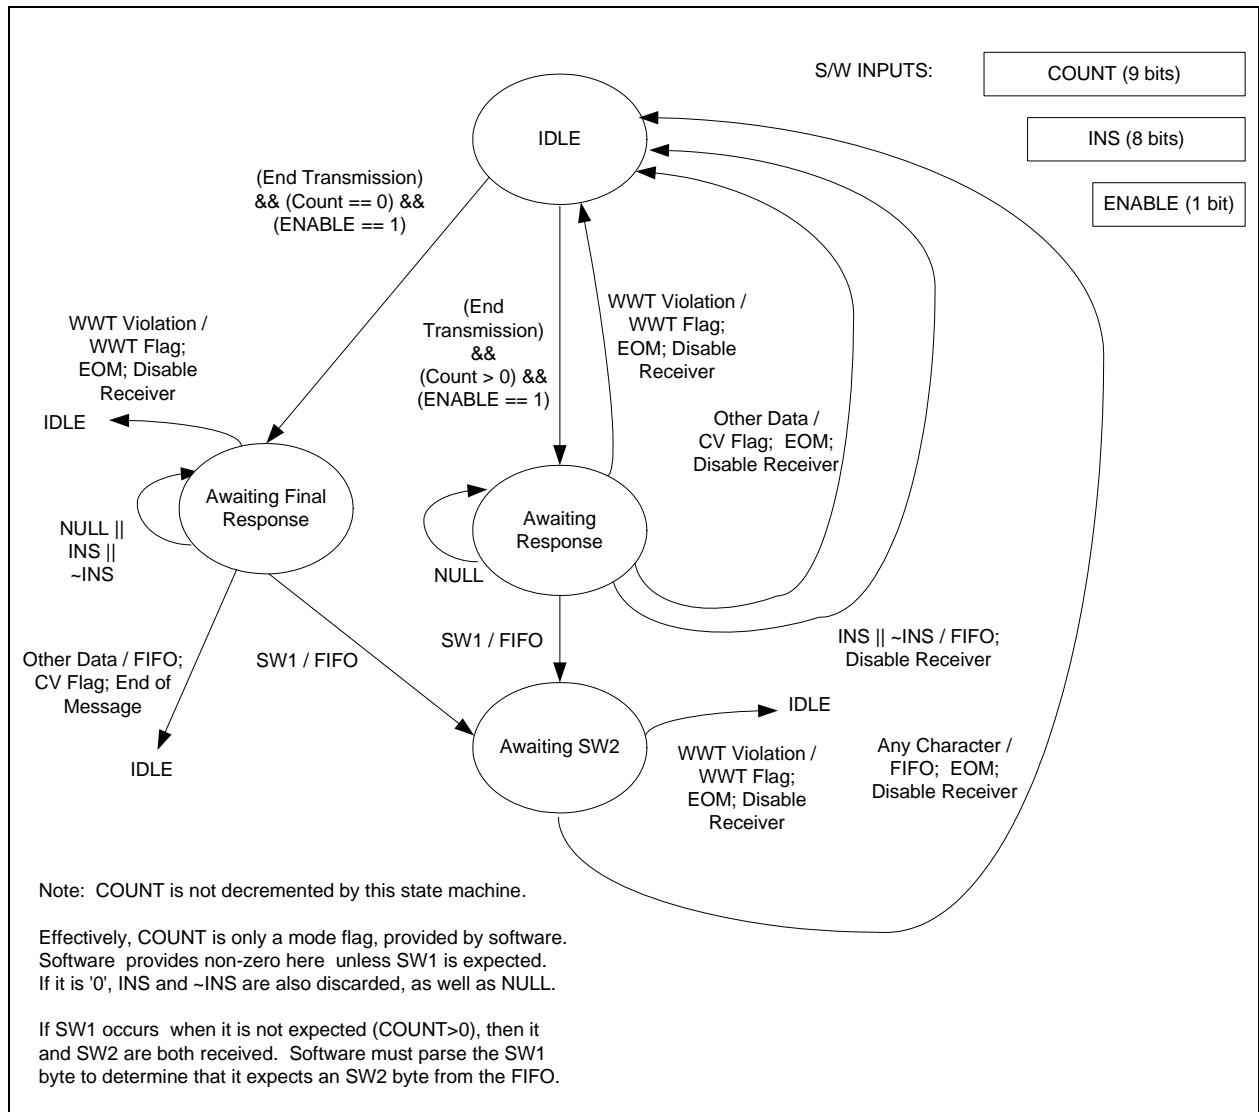 S/W INPUTS:
COUNT (9 bits)
INS (8 bits)
ENABLE (1 bit)
IDLE
(End Transmission)
&& (Count == 0) &&
(ENABLE == 1)
(End
Transmission)
&&
(Count > 0) &&
(ENABLE == 1)
WWT Violation /
WWT Flag;
EOM; Disable
Receiver
WWT Violation /
WWT Flag;
EOM; Disable
Receiver
IDLE
Other Data /
CV Flag;  EOM;
Disable Receiver
Awaiting Final
Response
NULL ||
INS ||
~INS
Awaiting
Response
NULL
SW1 / FIFO
INS || ~INS / FIFO;
Disable Receiver
Other Data / FIFO;
CV Flag; End of
Message
IDLE
SW1 / FIFO
Awaiting SW2
IDLE
WWT Violation /
WWT Flag;
EOM; Disable
Receiver
Any Character /
FIFO;  EOM;
Disable Receiver
Note:  COUNT is not decremented by this state machine.
Effectively, COUNT is only a mode flag, provided by software.
Software  provides non-zero here  unless SW1 is expected.
If it is '0', INS and ~INS are also discarded, as well as NULL.
If SW1 occurs  when it is not expected (COUNT>0), then it
and SW2 are both received.  Software must parse the SW1
byte to determine that it expects an SW2 byte from the FIFO.